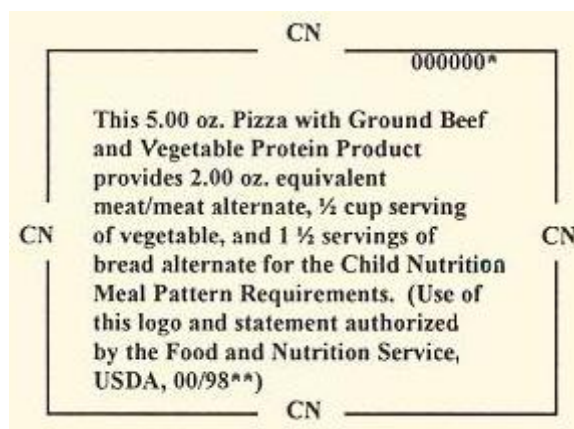 CN
000000*
This 5.00 oz. Pizza with Ground Beef
and Vegetable Protein Product
provides 2.00 oz. equivalent
meat/meat alternate, ½ cup serving
CN
of vegetable, and 1 ½ servings of
CN
bread alternate for the Child Nutrition
Meal Pattern Requirements. (Use of
this logo and statement authorized
by the Food and Nutrition Service,
USDA, 00/98**)
CN